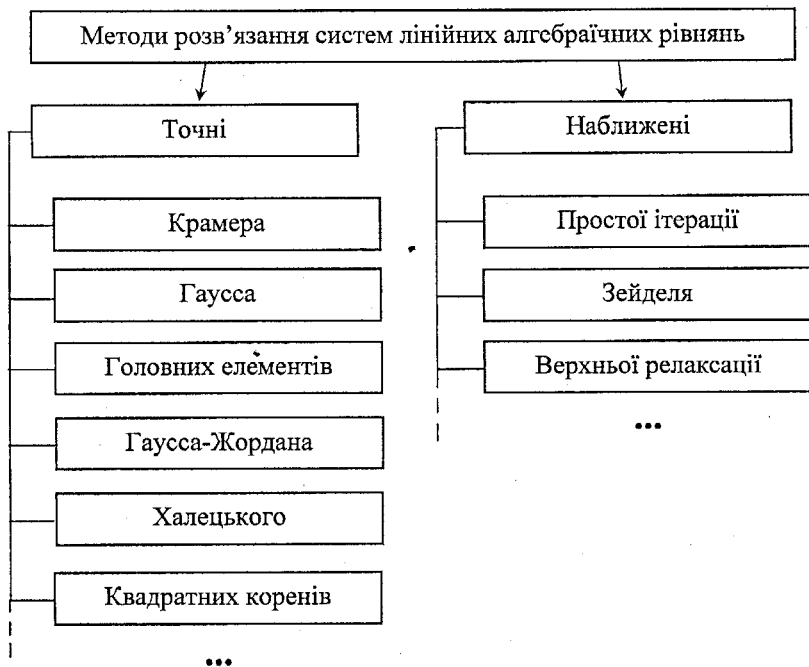 Методи розв’язання систем лінійних алгебраїчних рівнянь
Точні
Крамера
Гаусса
Головних елементів
Гаусса-Жордана
Халецького
Квадратних коренів
...
Наближені
Простої ітерації
Зейделя
Верхньої релаксації
...